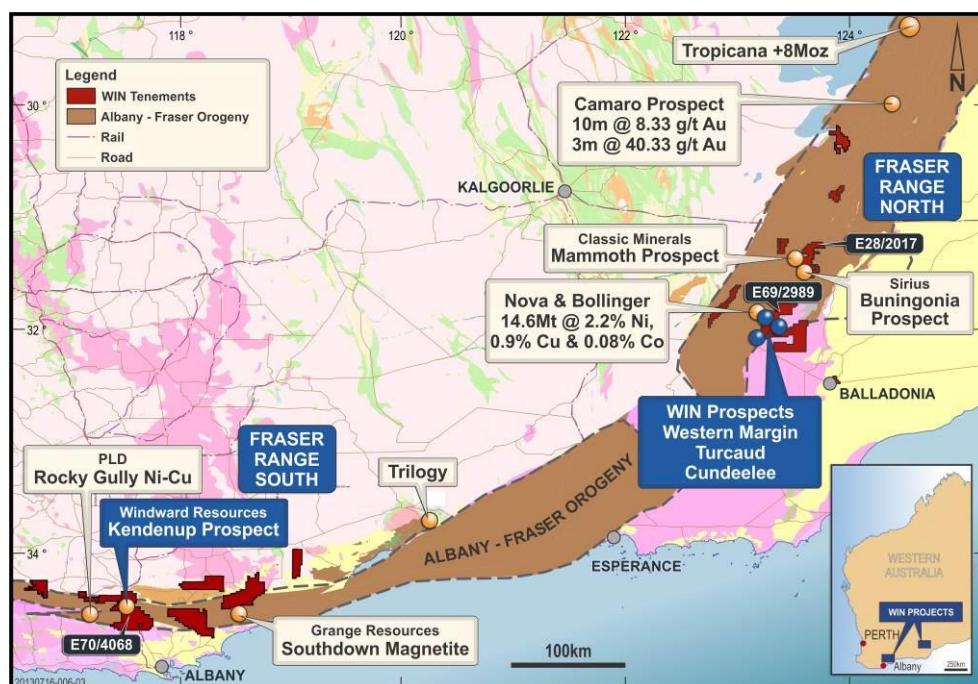 118 °
120 °
122 °
124 °
Tropicana +8Moz
N
Legend
WIN Tenements
Albany - Fraser Orogeny
Rail
Road
30 °
Camaro Prospect
10m @ 8.33 g/t Au
3m @ 40.33 g/t Au
KALGOORLIE
FRASER
RANGE
NORTH
Classic Minerals
Mammoth Prospect
E28/2017
E69/2989
Sirius
Buningonia
Prospect
Nova & Bollinger
14.6Mt @ 2.2% Ni,
0.9% Cu & 0.08% Co
32 °
BALLADONIA
WIN Prospects
Western Margin
Turcaud
Cundeelee
FRASER
RANGE
SOUTH
PLD
Rocky Gully Ni-Cu
Trilogy
Windward Resources
Kendenup Prospect
ALBANY - FRASER OROGENY
34 °
ESPERANCE
E70/4068
Grange Resources
Southdown Magnetite
ALBANY
100km
20130716-006-03
WESTERN
AUSTRALIA
WIN PROJECTS
PERTH
Albany
250km